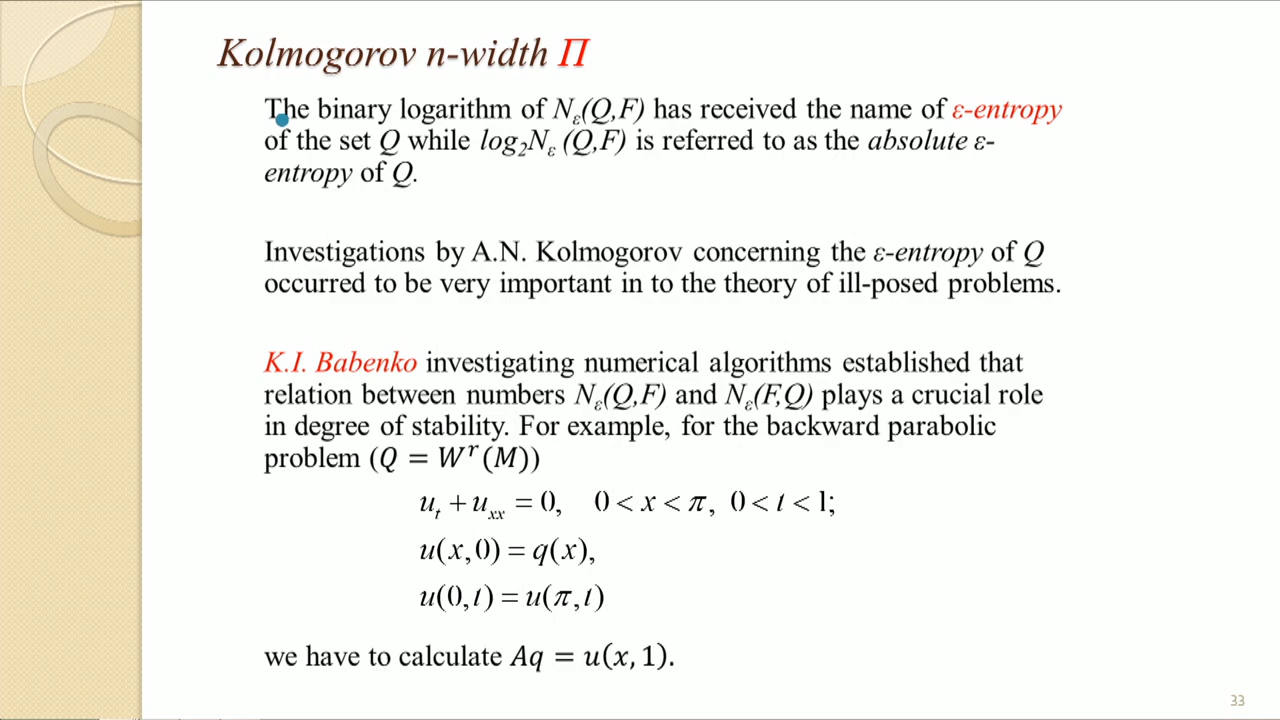 Kolmogorov n-width П
The binary logarithm of Nε(Q,F) has received the name of ε-entropy
of the set Q while log2Nε (Q,F) is referred to as the absolute ε-
entropy of Q.
Investigations by A.N. Kolmogorov concerning the ε-entropy of Q
occurred to be very important in to the theory of ill-posed problems.
K.I. Babenko investigating numerical algorithms established that
relation between numbers Nε(Q,F) and Nε(F,Q) plays a crucial role
in degree of stability. For example, for the backward parabolic
problem (Q = W^r(M))
u_t + u_xx = 0, 0 < x < π, 0 < t < 1;
u(x,0) = q(x),
u(0,t) = u(π,t)
we have to calculate Aq = u(x, 1).
33